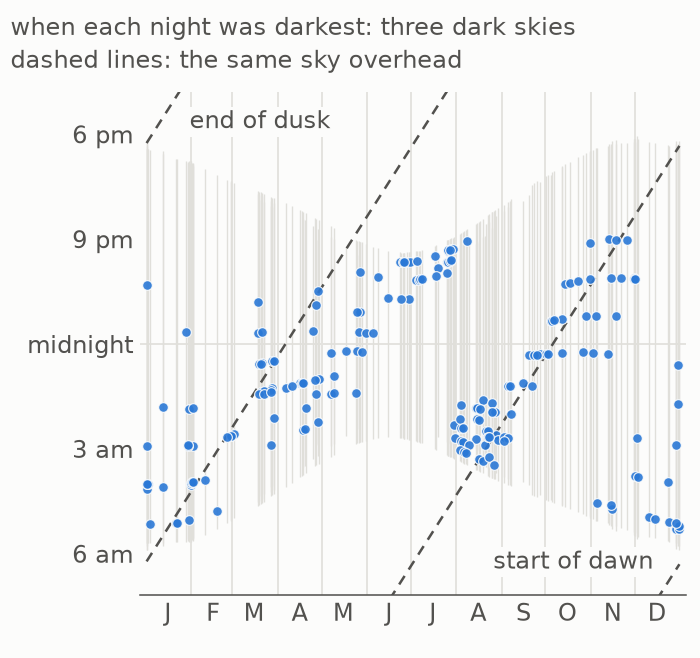 when each night was darkest: three dark skies
dashed lines: the same sky overhead
end of dusk
6 pm
9 pm
midnight
3 am
6 am
start of dawn
J F M A M J J A S O N D